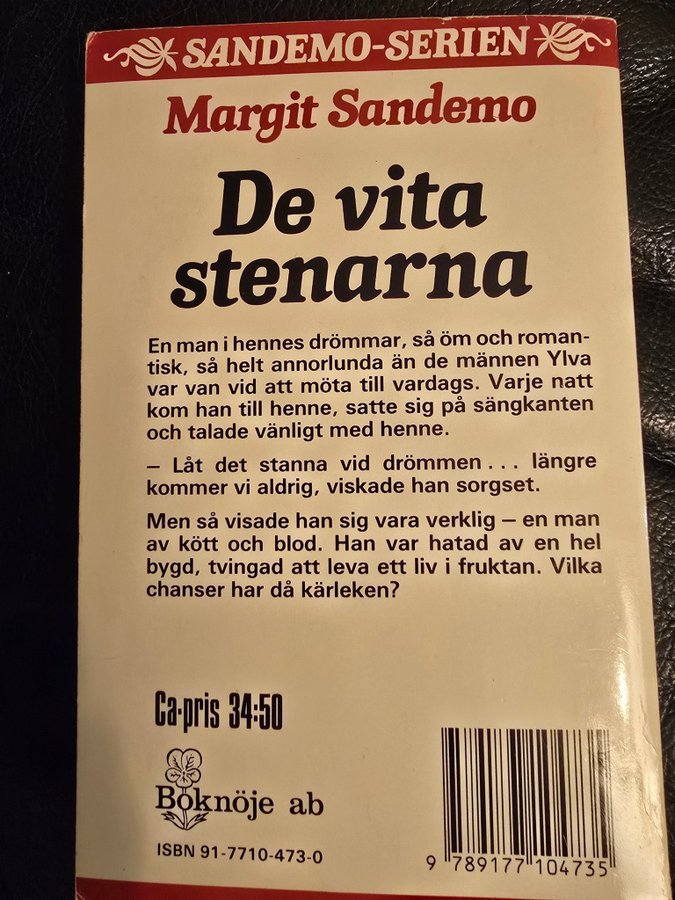 SANDEMO-SERIEN
Margit Sandemo
De vita
stenarna
En man i hennes drömmar, så öm och roman-
tisk, så helt annorlunda än de männen Ylva
var van vid att möta till vardags. Varje natt
kom han till henne, satte sig på sängkanten
och talade vänligt med henne.
– Låt det stanna vid drömmen... längre
kommer vi aldrig, viskade han sorgset.
Men så visade han sig vara verklig – en man
av kött och blod. Han var hatad av en hel
bygd, tvingad att leva ett liv i fruktan. Vilka
chanser har då kärleken?
Ca-pris 34:50
Boknöje ab
ISBN 91-7710-473-0
9 789177 104735